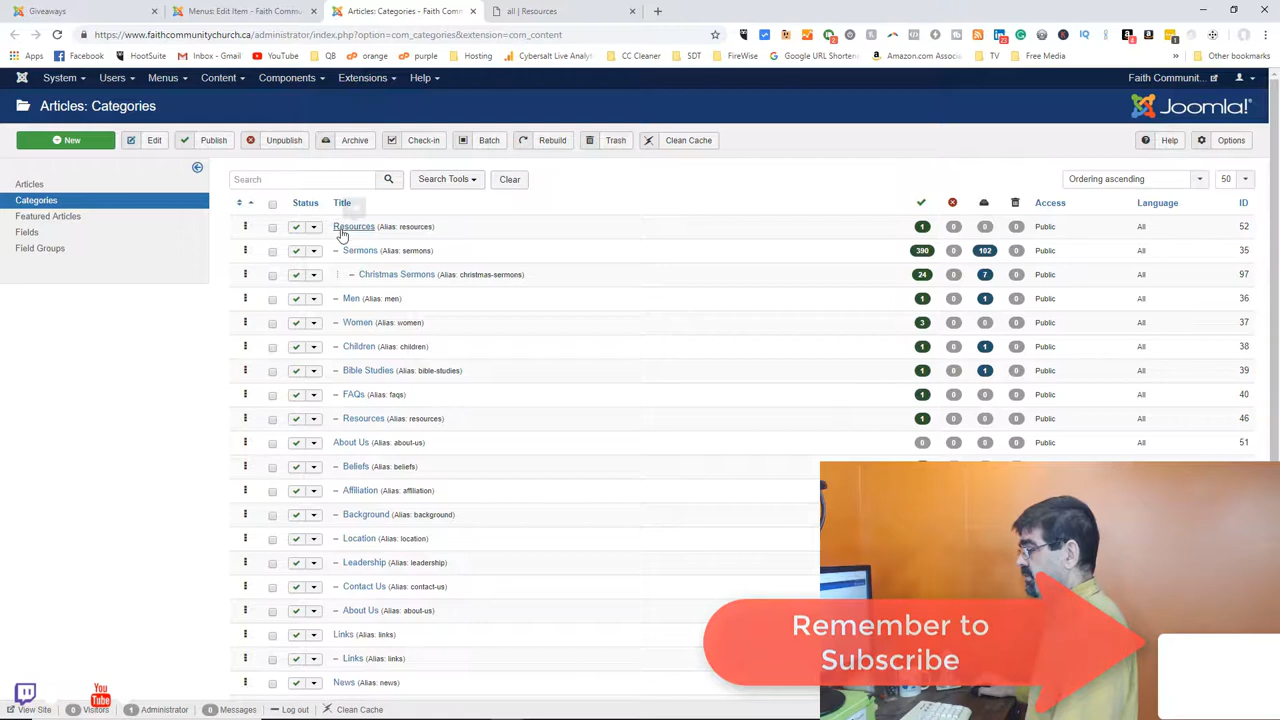 Giveaways
Menus: Edit Item - Faith Commu
Articles: Categories - Faith Comm
all | Resources
https://www.faithcommunitychurch.ca/administrator/index.php?option=com_categories&extension=com_content
Apps
Facebook
HootSuite
Inbox - Gmail
YouTube
QB
orange
purple
Hosting
Cybersalt Live Analy
CC Cleaner
SDT
FireWise
Google URL Shorten
Amazon.com Associ
TV
Free Media
Other bookmarks
System
Users
Menus
Content
Components
Extensions
Help
Faith Communit...
Articles: Categories
Joomla!
New
Edit
Publish
Unpublish
Archive
Check-in
Batch
Rebuild
Trash
Clean Cache
Help
Options
Articles
Categories
Featured Articles
Fields
Field Groups
Search
Search Tools
Clear
Ordering ascending
50
Status Title Access Language ID
Resources (Alias: resources) 1 0 0 0 Public All 52
– Sermons (Alias: sermons) 390 0 102 0 Public All 35
– Christmas Sermons (Alias: christmas-sermons) 24 0 7 0 Public All 97
– Men (Alias: men) 1 0 1 0 Public All 36
– Women (Alias: women) 3 0 0 0 Public All 37
– Children (Alias: children) 1 0 1 0 Public All 38
– Bible Studies (Alias: bible-studies) 1 0 1 0 Public All 39
– FAQs (Alias: faqs) 1 0 0 0 Public All 40
– Resources (Alias: resources) 1 0 0 0 Public All 46
About Us (Alias: about-us) 0 0 0 0 Public All 51
– Beliefs (Alias: beliefs)
– Affiliation (Alias: affiliation)
– Background (Alias: background)
– Location (Alias: location)
– Leadership (Alias: leadership)
– Contact Us (Alias: contact-us)
– About Us (Alias: about-us)
Links (Alias: links)
– Links (Alias: links)
News (Alias: news)
Remember to
Subscribe
You
Tube
View Site
0 Visitors
1 Administrator
0 Messages
Log out
Clean Cache